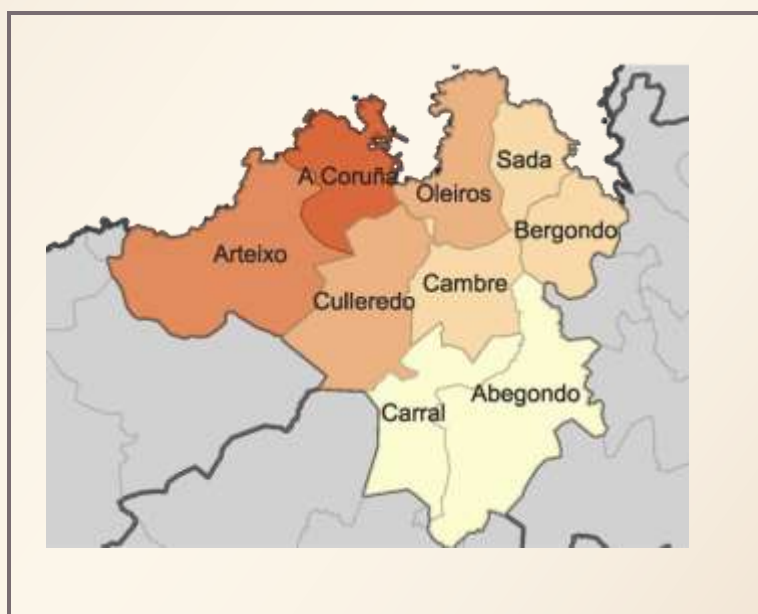 Sada
A Coruña
Oleiros
Bergondo
Arteixo
Cambre
Culleredo
Abegondo
Carral